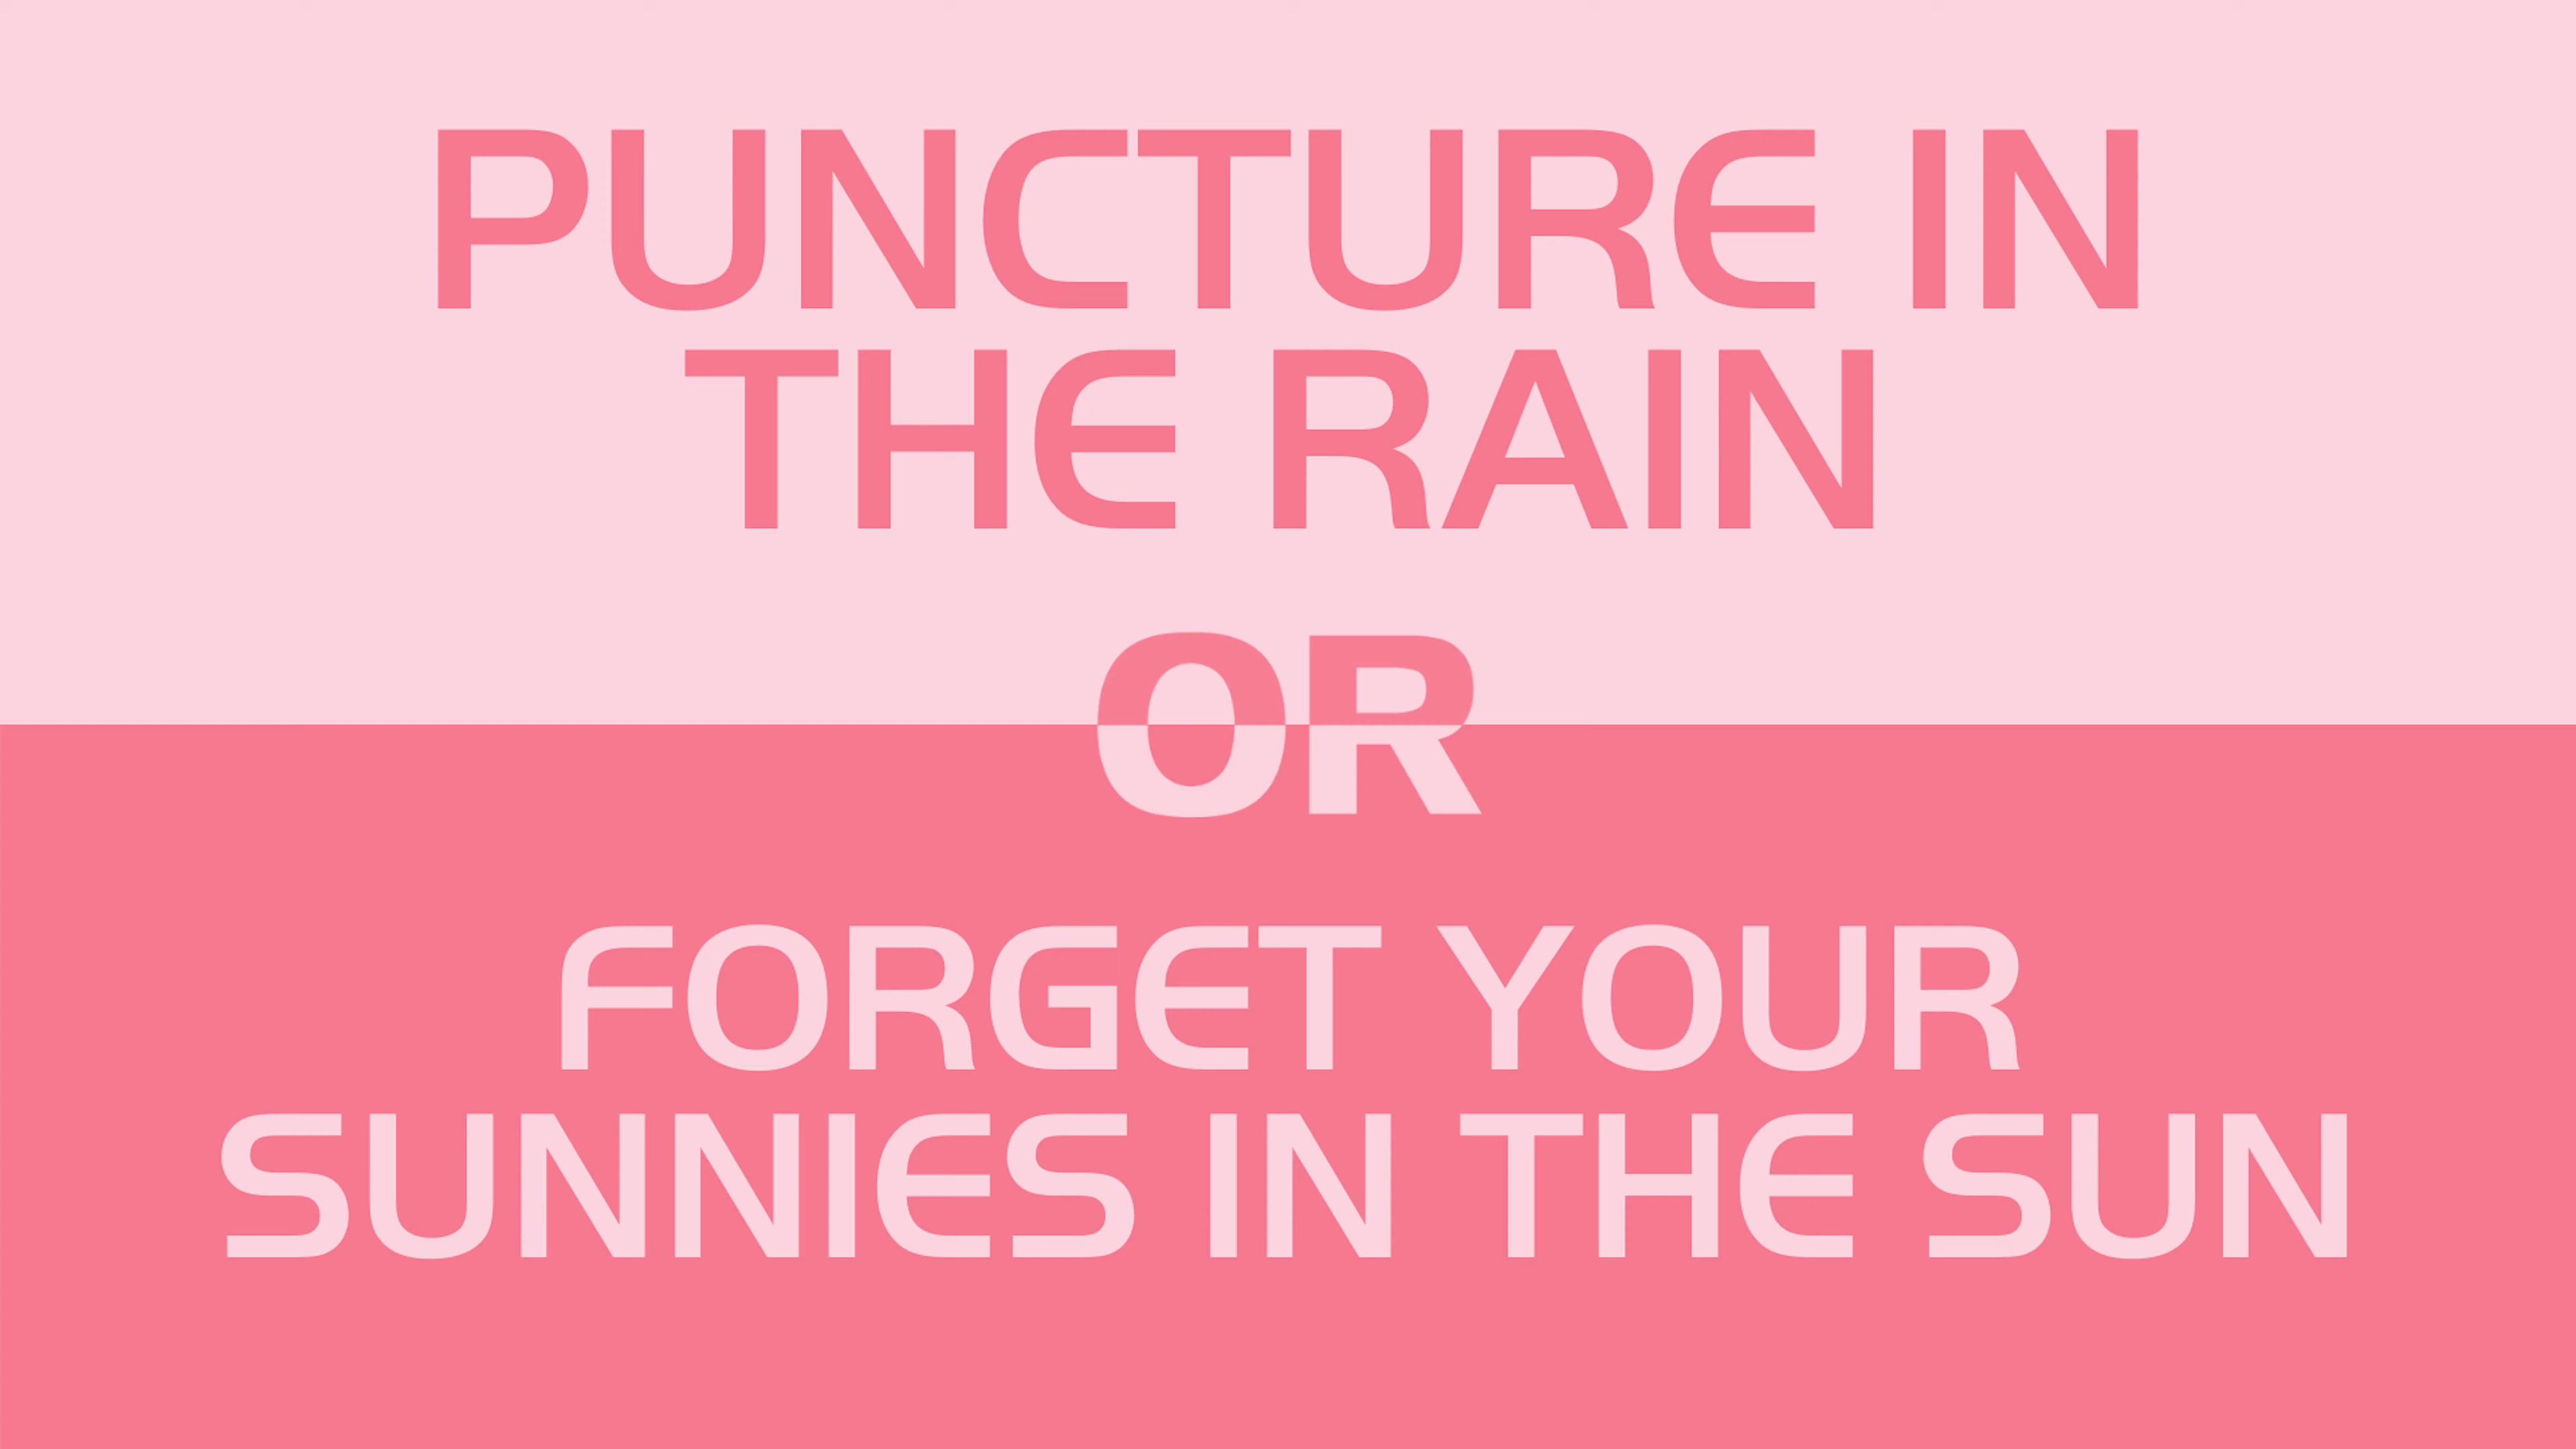 PUNCTURE IN
THE RAIN
OR
FORGET YOUR
SUNNIES IN THE SUN